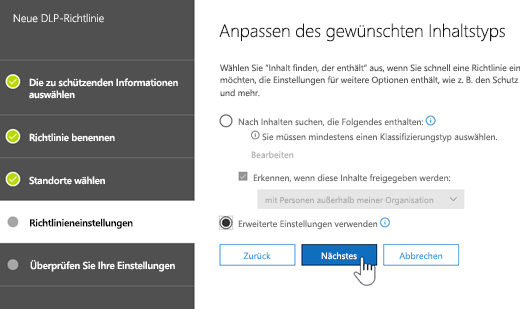 Neue DLP-Richtlinie
Die zu schützenden Informationen
auswählen
Richtlinie benennen
Standorte wählen
Richtlinieneinstellungen
Überprüfen Sie Ihre Einstellungen
Anpassen des gewünschten Inhaltstyps
Wählen Sie "Inhalt finden, der enthält" aus, wenn Sie schnell eine Richtlinie ein
möchten, die Einstellungen für weitere Optionen enthält, wie z. B. den Schutz
und mehr.
Nach Inhalten suchen, die Folgendes enthalten:
Sie müssen mindestens einen Klassifizierungstyp auswählen.
Bearbeiten
Erkennen, wenn diese Inhalte freigegeben werden:
mit Personen außerhalb meiner Organisation
Erweiterte Einstellungen verwenden
Zurück
Nächstes
Abbrechen